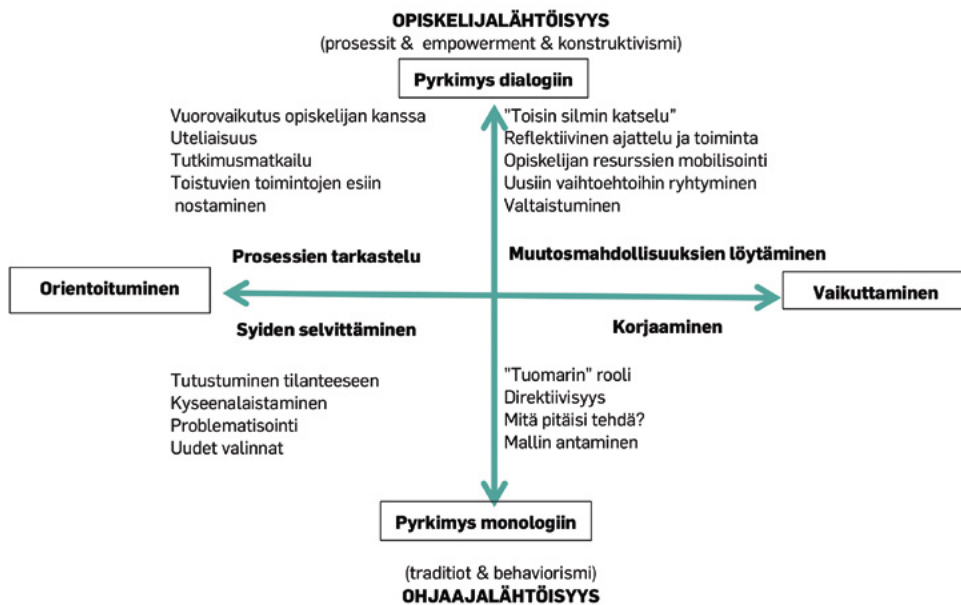 OPISKELIJALÄHTÖISYYS
(prosessit & empowerment & konstruktivismi)
Pyrkimys dialogiin
Vuorovaikutus opiskelijan kanssa
Uteliaisuus
Tutkimusmatkailu
Toistuvien toimintojen esiin
nostaminen
"Toisin silmin katselu"
Reflektiivinen ajattelu ja toiminta
Opiskelijan resurssien mobilisointi
Uusiin vaihtoehtoihin ryhtyminen
Valtaistuminen
Prosessien tarkastelu
Muutosmahdollisuuksien löytäminen
Orientoituminen
Vaikuttaminen
Syiden selvittäminen
Korjaaminen
Tutustuminen tilanteeseen
Kyseenalaistaminen
Problematisointi
Uudet valinnat
"Tuomarin" rooli
Direktiivisyys
Mitä pitäisi tehdä?
Mallin antaminen
Pyrkimys monologiin
(traditiot & behaviorismi)
OHJAAJALÄHTÖISYYS